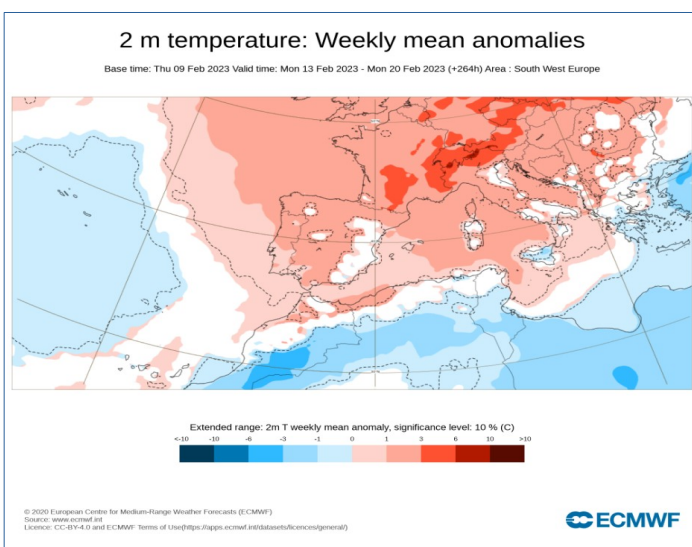 2 m temperature: Weekly mean anomalies
Base time: Thu 09 Feb 2023 Valid time: Mon 13 Feb 2023 - Mon 20 Feb 2023 (+264h) Area : South West Europe
Extended range: 2m T weekly mean anomaly, significance level: 10 % (C)
<-10 -10 -6 -3 -1 0 1 3 6 10 >10
© 2020 European Centre for Medium-Range Weather Forecasts (ECMWF)
Source: www.ecmwf.int
Licence: CC-BY-4.0 and ECMWF Terms of Use(https://apps.ecmwf.int/datasets/licences/general/)
ECMWF